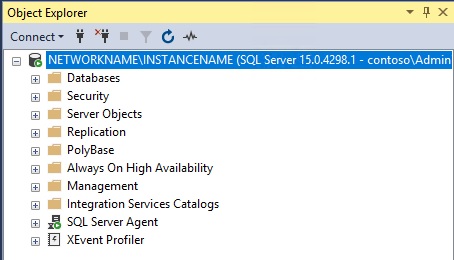 Object Explorer
Connect
NETWORKNAME\INSTANCENAME (SQL Server 15.0.4298.1 - contoso\Admin
Databases
Security
Server Objects
Replication
PolyBase
Always On High Availability
Management
Integration Services Catalogs
SQL Server Agent
XEvent Profiler